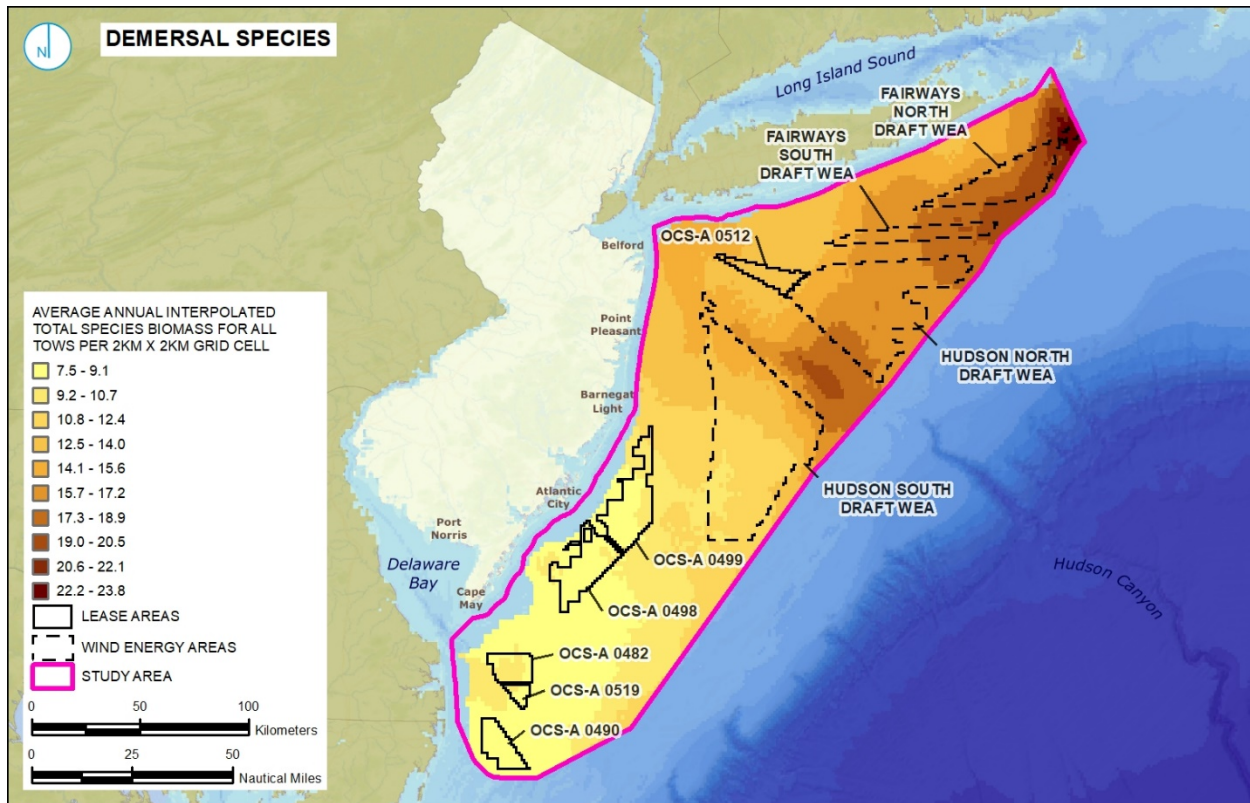 N
DEMERSAL SPECIES
Long Island Sound
FAIRWAYS
NORTH
DRAFT WEA
FAIRWAYS
SOUTH
DRAFT WEA
OCS-A 0512
Belford
Point
Pleasant
Barnegat
Light
HUDSON NORTH
DRAFT WEA
HUDSON SOUTH
DRAFT WEA
Atlantic
City
Port
Norris
Delaware
Bay
Cape
May
OCS-A 0499
OCS-A 0498
OCS-A 0482
OCS-A 0519
OCS-A 0490
Hudson Canyon
AVERAGE ANNUAL INTERPOLATED
TOTAL SPECIES BIOMASS FOR ALL
TOWS PER 2KM X 2KM GRID CELL
7.5 - 9.1
9.2 - 10.7
10.8 - 12.4
12.5 - 14.0
14.1 - 15.6
15.7 - 17.2
17.3 - 18.9
19.0 - 20.5
20.6 - 22.1
22.2 - 23.8
LEASE AREAS
WIND ENERGY AREAS
STUDY AREA
0 50 100
Kilometers
0 25 50
Nautical Miles